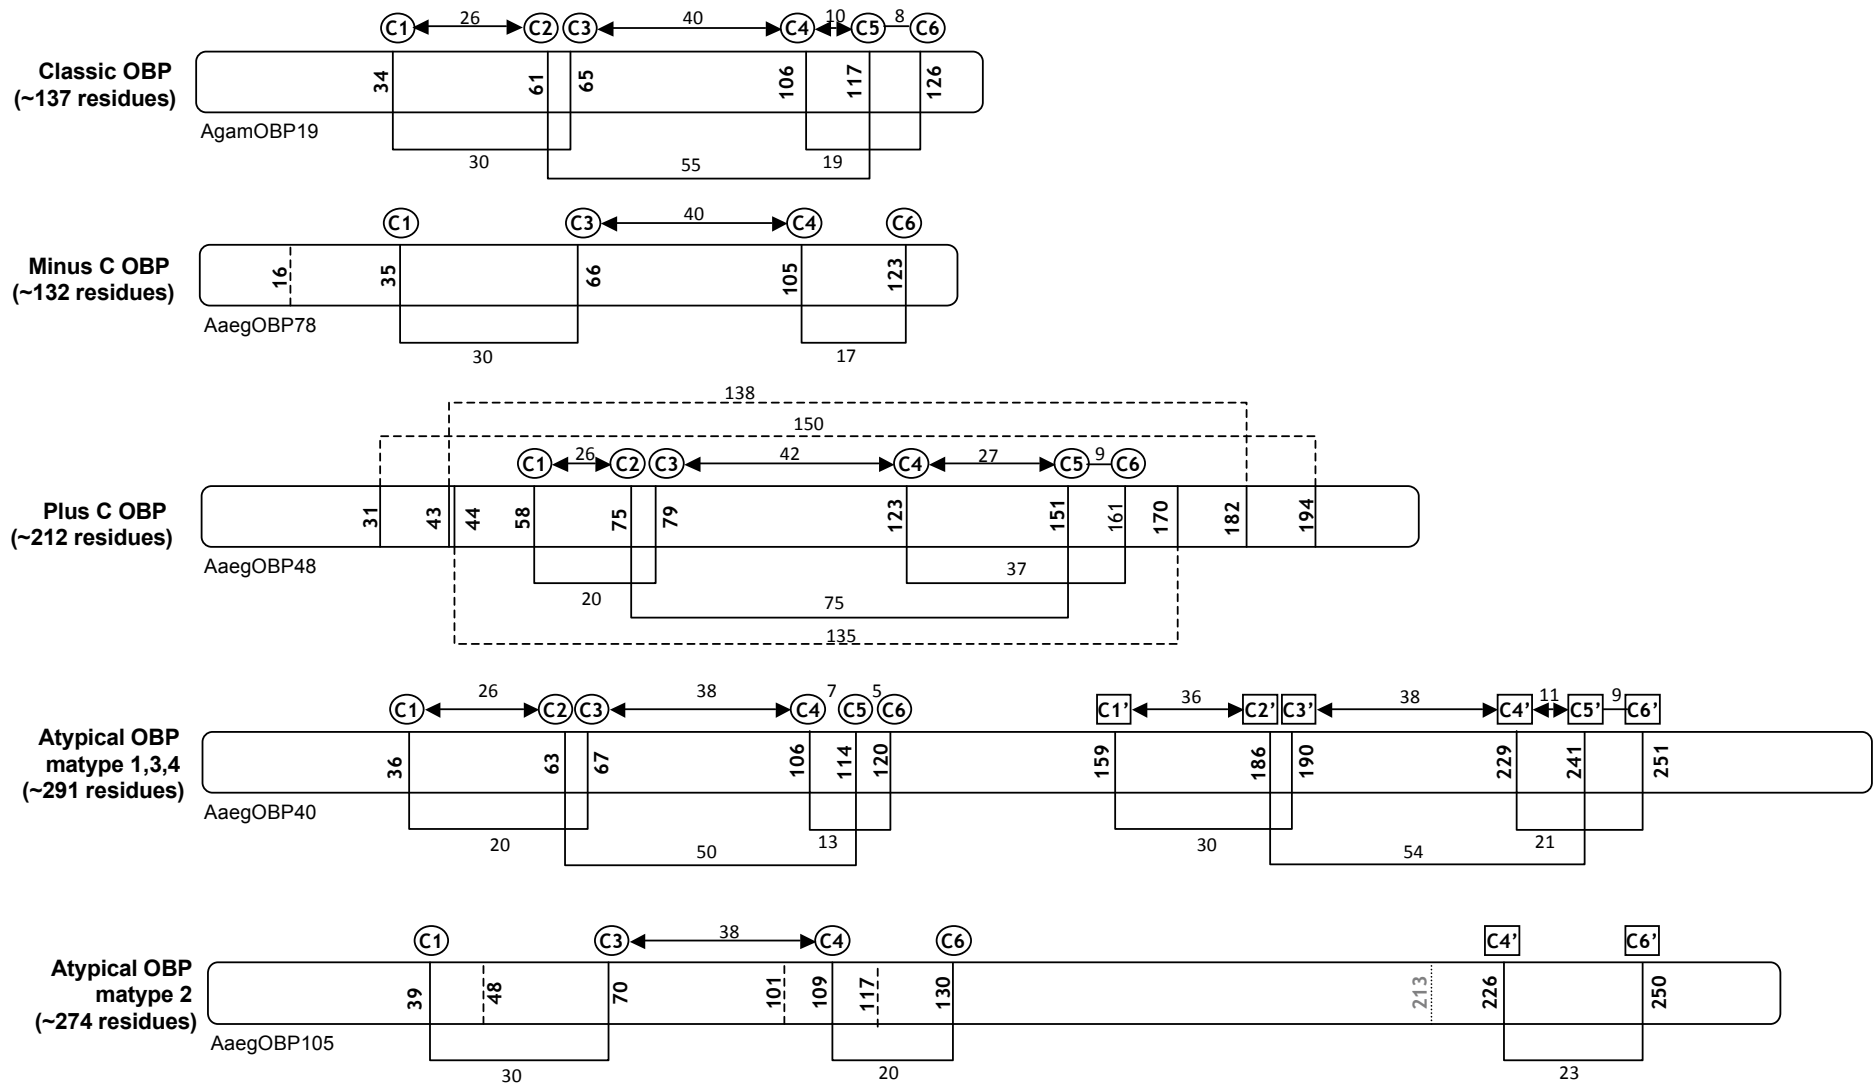 C1 26 C2 C3 40 C4 10 C5 8 C6
Classic OBP
(~137 residues)
34 61 65 106 117 126
AgamOBP19
30 55 19
C1 C3 40 C4 C6
Minus C OBP
(~132 residues)
16 35 66 105 123
AaegOBP78
30 17
138
150
C1 26 C2 C3 42 C4 27 C5 9 C6
Plus C OBP
(~212 residues)
31 43 44 58 75 79 123 151 161 170 182 194
AaegOBP48
37
20
75
135
C1 26 C2 C3 38 C4 7 C5 5 C6 C1’ 36 C2’ C3’ 38 C4’ 11 C5’ 9 C6’
Atypical OBP
matype 1,3,4
(~291 residues)
36 63 67 106 114 120 159 186 190 229 241 251
AaegOBP40
20 50 13 30 54 21
C1 C3 38 C4 C6 C4’ C6’
Atypical OBP
matype 2
(~274 residues)
39 48 70 101 109 117 130 213 226 250
AaegOBP105
30 20 23